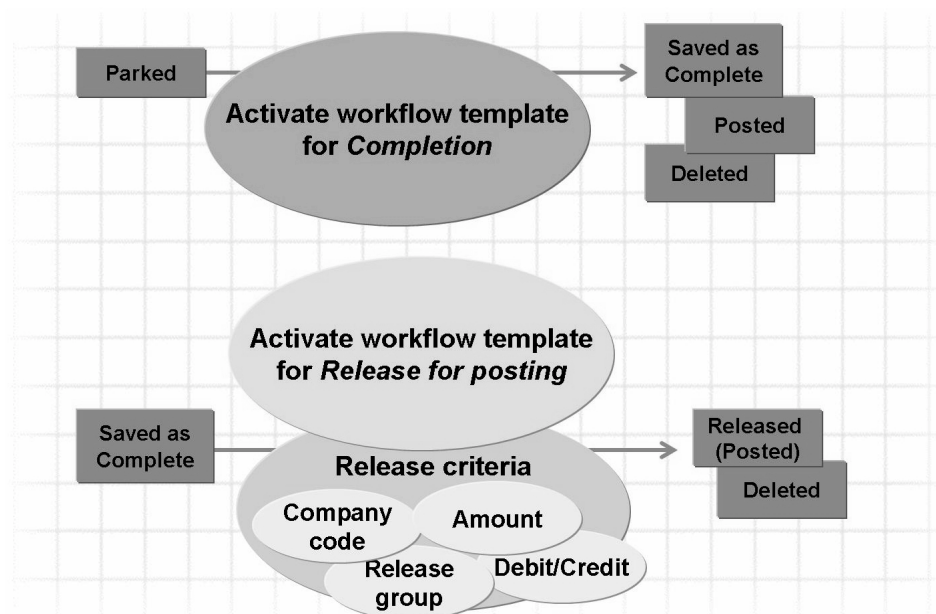 Parked
Activate workflow template
for Completion
Saved as
Complete
Posted
Deleted
Activate workflow template
for Release for posting
Saved as
Complete
Release criteria
Company
code
Amount
Release
group
Debit/Credit
Released
(Posted)
Deleted